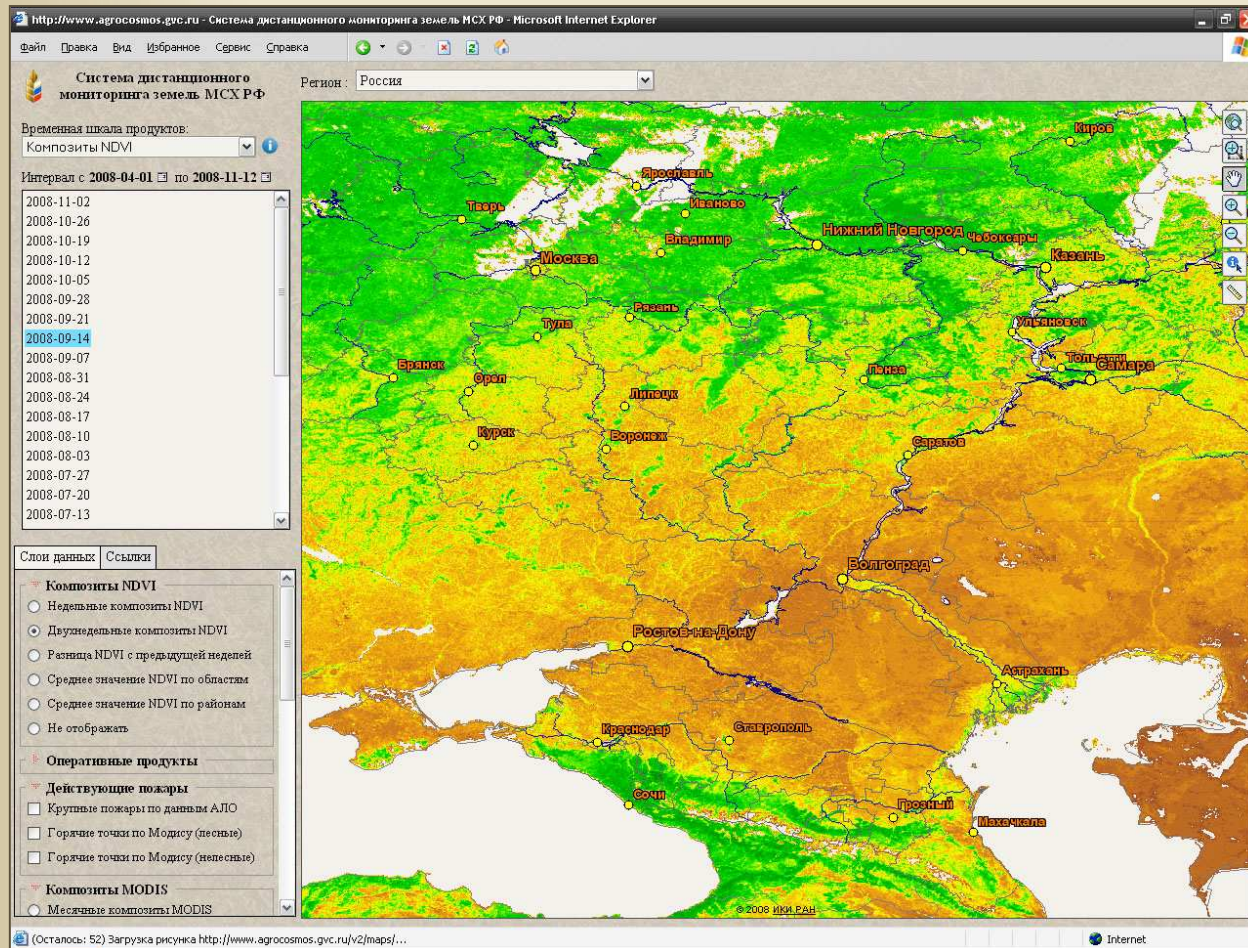 http://www.agrocosmos.gvc.ru - Система дистанционного мониторинга земель МСХ РФ - Microsoft Internet Explorer
Файл Правка Вид Избранное Сервис Справка
Система дистанционного
мониторинга земель МСХ РФ
Регион : Россия
Временная шкала продуктов:
Композиты NDVI
Интервал с 2008-04-01 по 2008-11-12
2008-11-02
2008-10-26
2008-10-19
2008-10-12
2008-10-05
2008-09-28
2008-09-21
2008-09-14
2008-09-07
2008-08-31
2008-08-24
2008-08-17
2008-08-10
2008-08-03
2008-07-27
2008-07-20
2008-07-13
Слои данных Ссылки
Композиты NDVI
Недельные композиты NDVI
Двухнедельные композиты NDVI
Разница NDVI с предыдущей неделей
Среднее значение NDVI по областям
Среднее значение NDVI по районам
Не отображать
Оперативные продукты
Действующие пожары
Крупные пожары по данным АЛО
Горячие точки по Модису (лесные)
Горячие точки по Модису (нелесные)
Композиты MODIS
Месячные композиты MODIS
Киров
Ярославль
Тверь
Иваново
Владимир
Нижний Новгород
Чебоксары
Москва
Казань
Рязань
Тула
Ульяновск
Брянск
Орел
Пенза
Тольятти
Самара
Липецк
Курск
Воронеж
Саратов
Волгоград
Ростов-на-Дону
Астрахань
Краснодар
Ставрополь
Сочи
Грозный
Махачкала
© 2008 ИКИ РАН
(Осталось: 52) Загрузка рисунка http://www.agrocosmos.gvc.ru/v2/maps/...
Internet